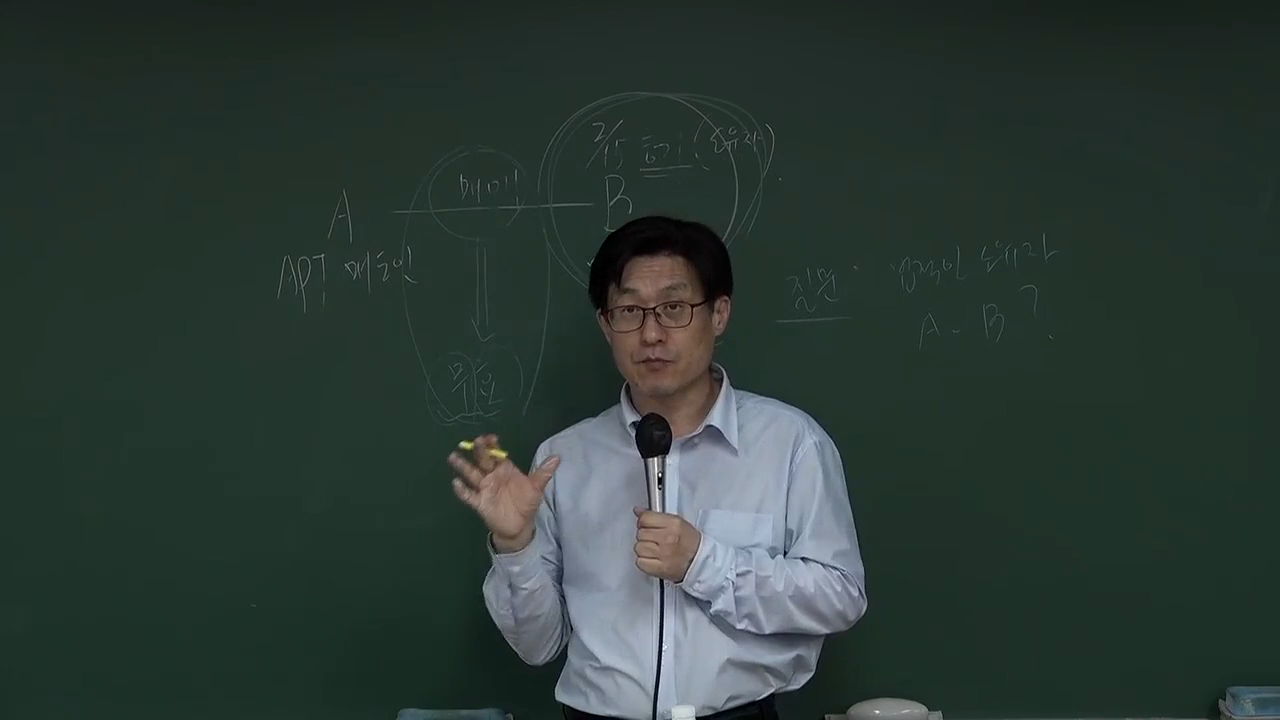 2/15 등기 (소유자)
매매
A B
APT 매도인
무효
질문: 법적인 소유자
A - B ?